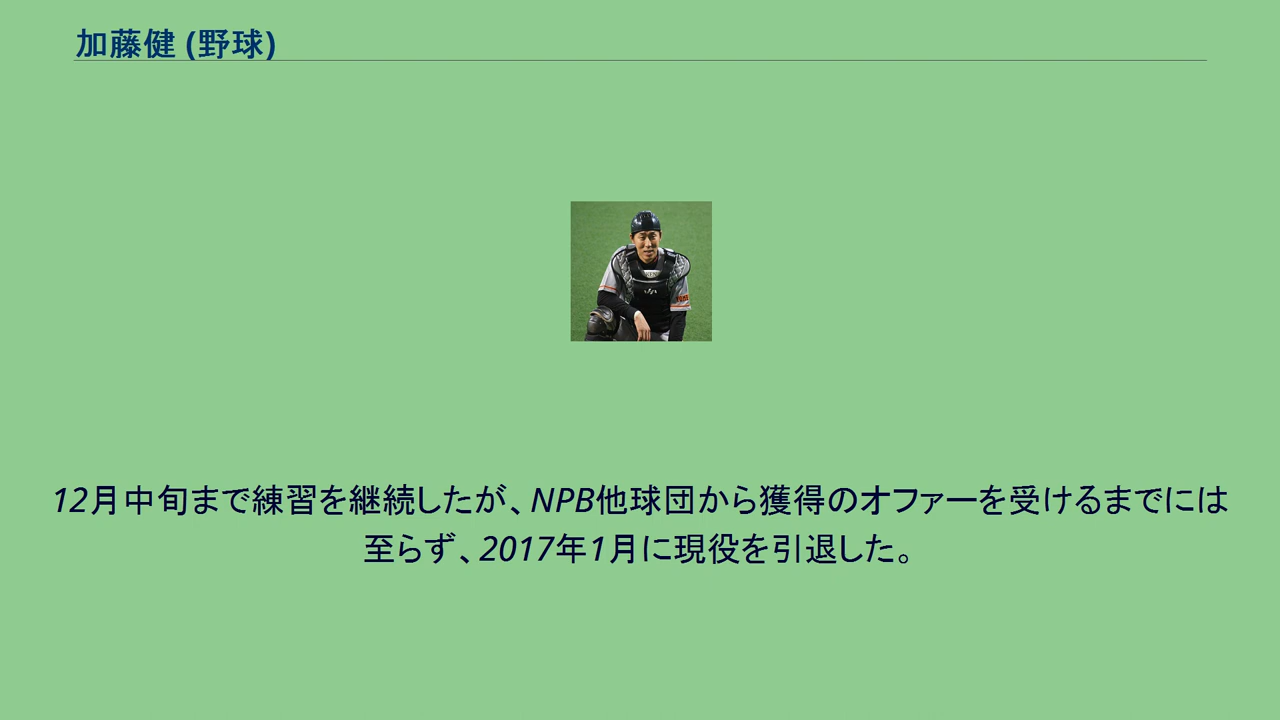 加藤健 (野球)
12月中旬まで練習を継続したが、NPB他球団から獲得のオファーを受けるまでには
至らず、2017年1月に現役を引退した。